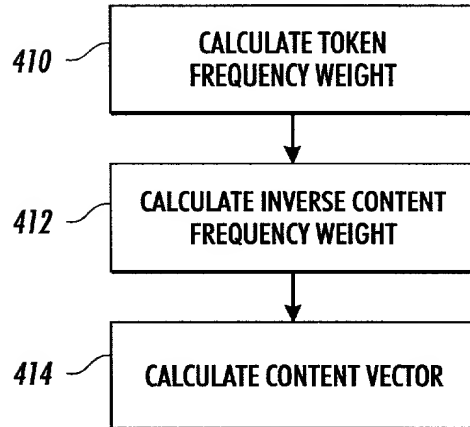 410
CALCULATE TOKEN
FREQUENCY WEIGHT
412
CALCULATE INVERSE CONTENT
FREQUENCY WEIGHT
414
CALCULATE CONTENT VECTOR